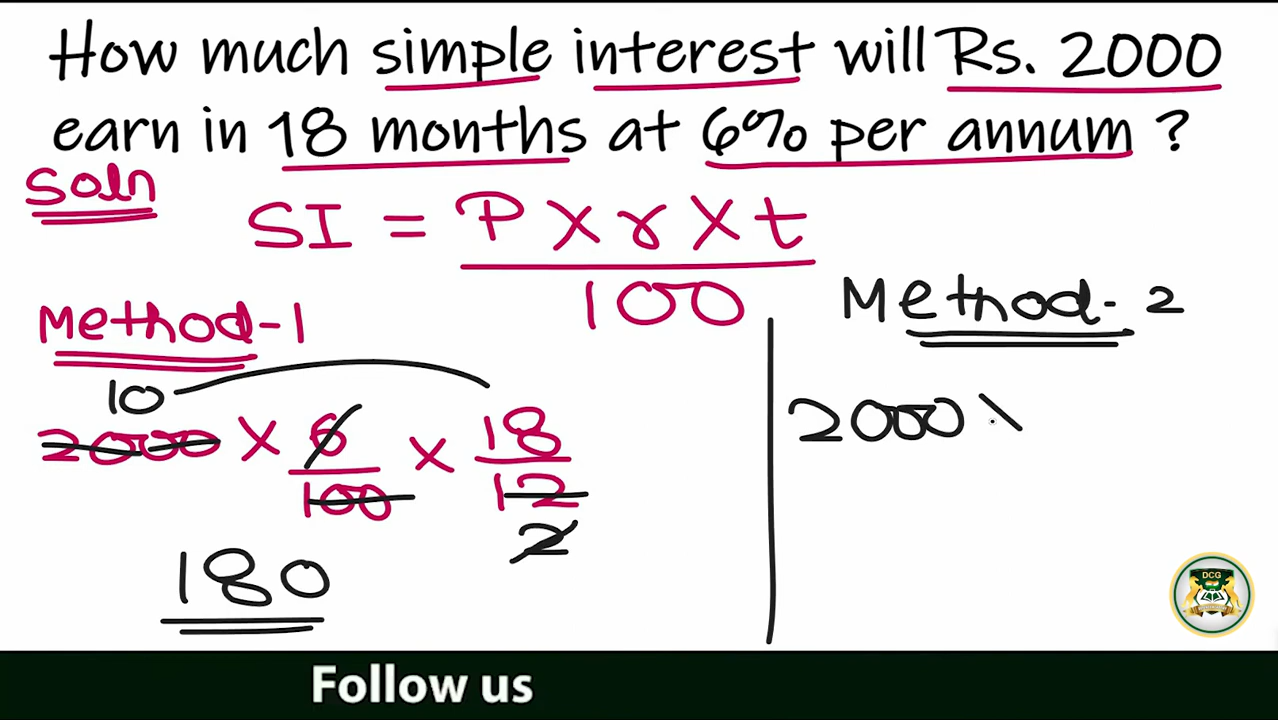 How much simple interest will Rs. 2000
earn in 18 months at 6% per annum ?
Soln
SI = P X r X t
100
Method-1
10
2000 X 6 X 18
100 12
2
180
Method-2
2000
DCG
Follow us